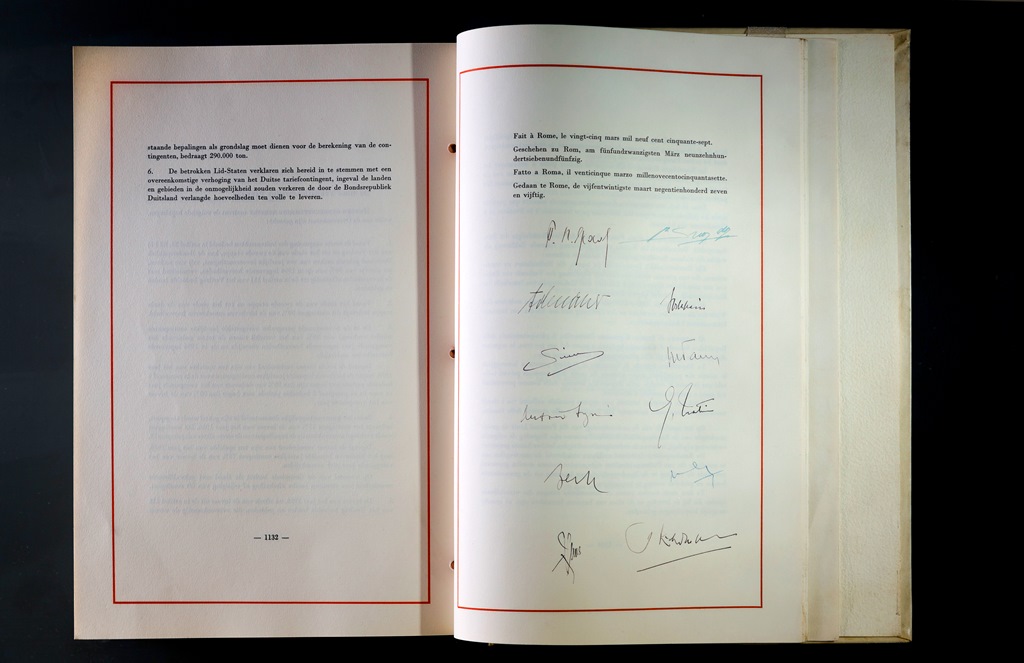 staande bepalingen als grondslag moet dienen voor de berekening van de con-
tingenten, bedraagt 290.000 ton.
6. De betrokken Lid-Staten verklaren zich bereid in te stemmen met een
overeenkomstige verhoging van het Duitse tariefcontingent, ingeval de landen
en gebieden in de onmogelijkheid zouden verkeren de door de Bondsrepubliek
Duitsland verlangde hoeveelheden ten volle te leveren.
— 1132 —
Fait à Rome, le vingt-cinq mars mil neuf cent cinquante-sept.
Geschehen zu Rom, am fünfundzwanzigsten März neunzehnhun-
dertsiebenundfünfzig.
Fatto a Roma, il venticinque marzo millenovecentocinquantasette.
Gedaan te Rome, de vijfentwintigste maart negentienhonderd zeven
en vijftig.
P. H. Spaak
Adenauer